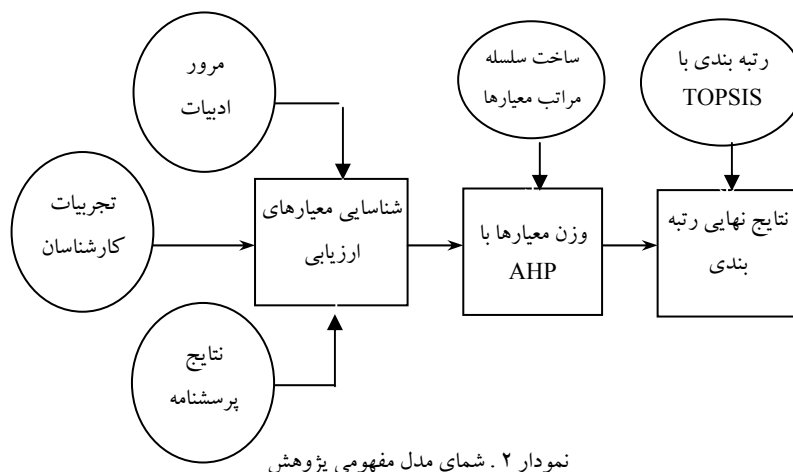 مرور
ادبیات
ساخت سلسله
مراتب معیارها
رتبه بندی با
TOPSIS
تجربیات
کارشناسان
شناسایی معیارهای
ارزیابی
وزن معیارها با
AHP
نتایج نهایی رتبه
بندی
نتایج
پرسشنامه
نمودار ۲ . شمای مدل مفهومی پژوهش